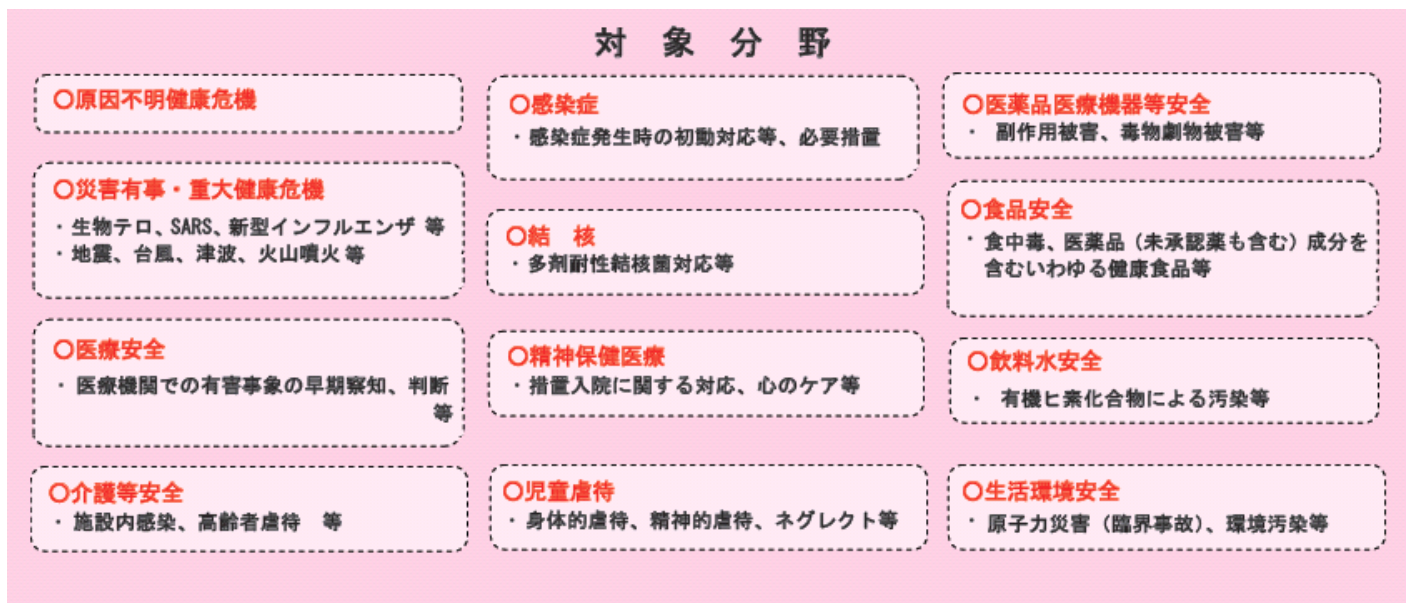 対 象 分 野
〇原因不明健康危機
〇災害有事・重大健康危機
・生物テロ、SARS、新型インフルエンザ 等
・地震、台風、津波、火山噴火 等
〇医療安全
・医療機関での有害事象の早期察知、判断
等
〇介護等安全
・施設内感染、高齢者虐待 等
〇感染症
・感染症発生時の初動対応等、必要措置
〇結 核
・多剤耐性結核菌対応等
〇精神保健医療
・措置入院に関する対応、心のケア等
〇児童虐待
・身体的虐待、精神的虐待、ネグレクト等
〇医薬品医療機器等安全
・ 副作用被害、毒物劇物被害等
〇食品安全
・食中毒、医薬品（未承認薬も含む）成分を
含むいわゆる健康食品等
〇飲料水安全
・ 有機ヒ素化合物による汚染等
〇生活環境安全
・原子力災害（臨界事故）、環境汚染等